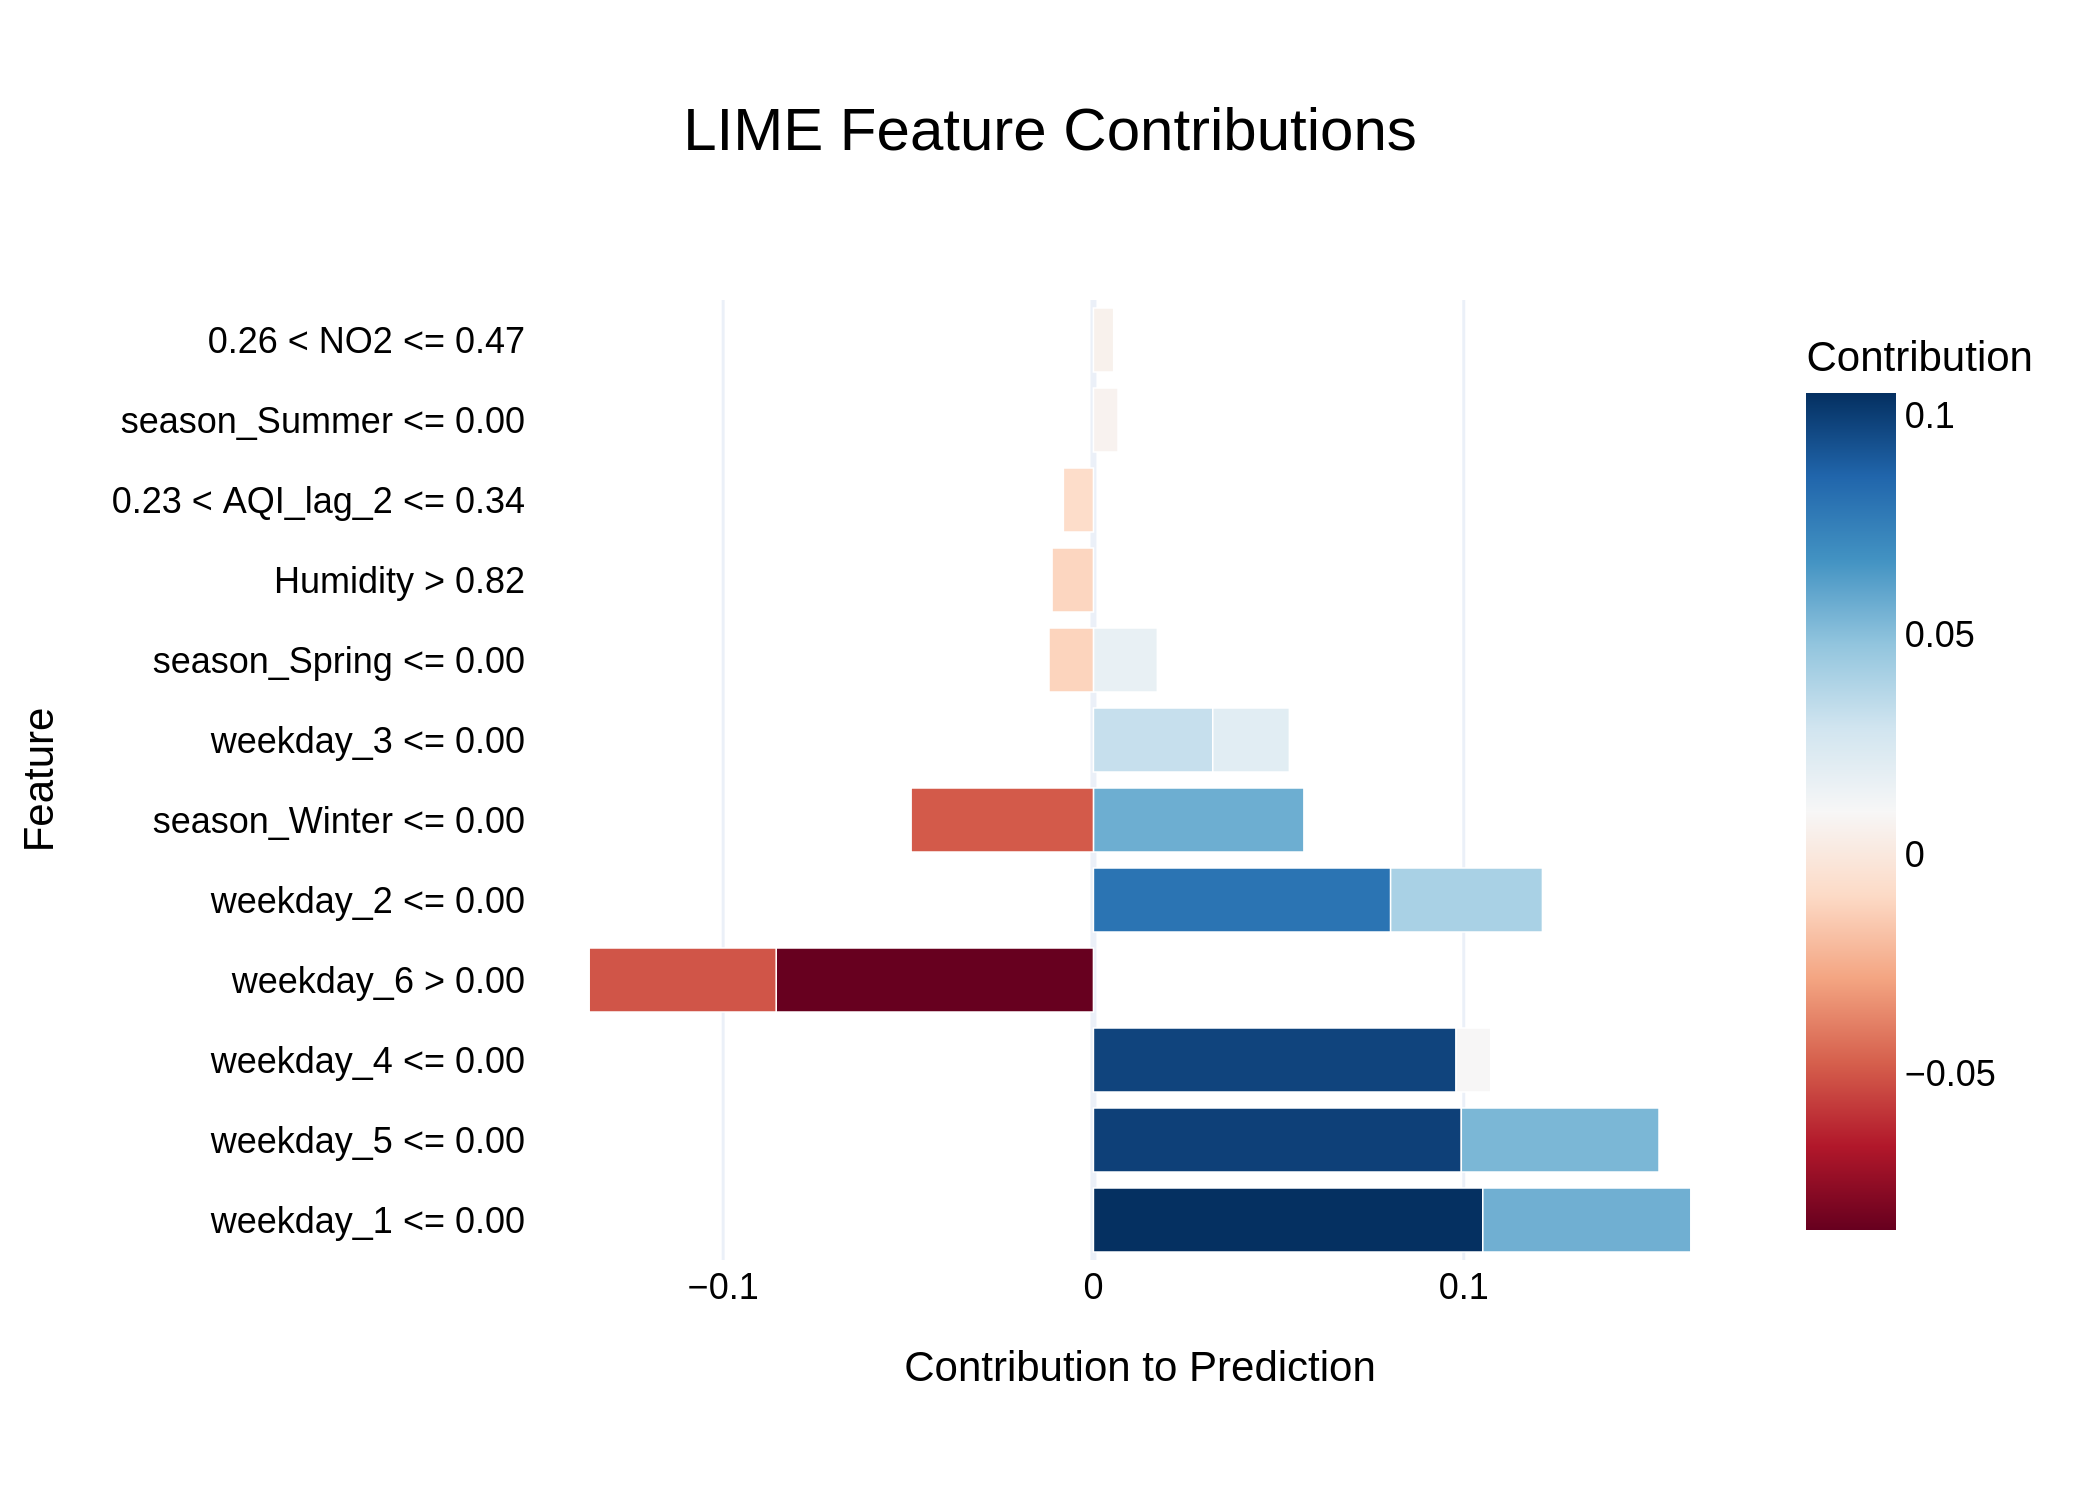 LIME Feature Contributions
0.26 < NO2 <= 0.47
season_Summer <= 0.00
0.23 < AQI_lag_2 <= 0.34
Humidity > 0.82
season_Spring <= 0.00
weekday_3 <= 0.00
season_Winter <= 0.00
weekday_2 <= 0.00
weekday_6 > 0.00
weekday_4 <= 0.00
weekday_5 <= 0.00
weekday_1 <= 0.00
Feature
−0.1
0
0.1
Contribution to Prediction
Contribution
0.1
0.05
0
−0.05